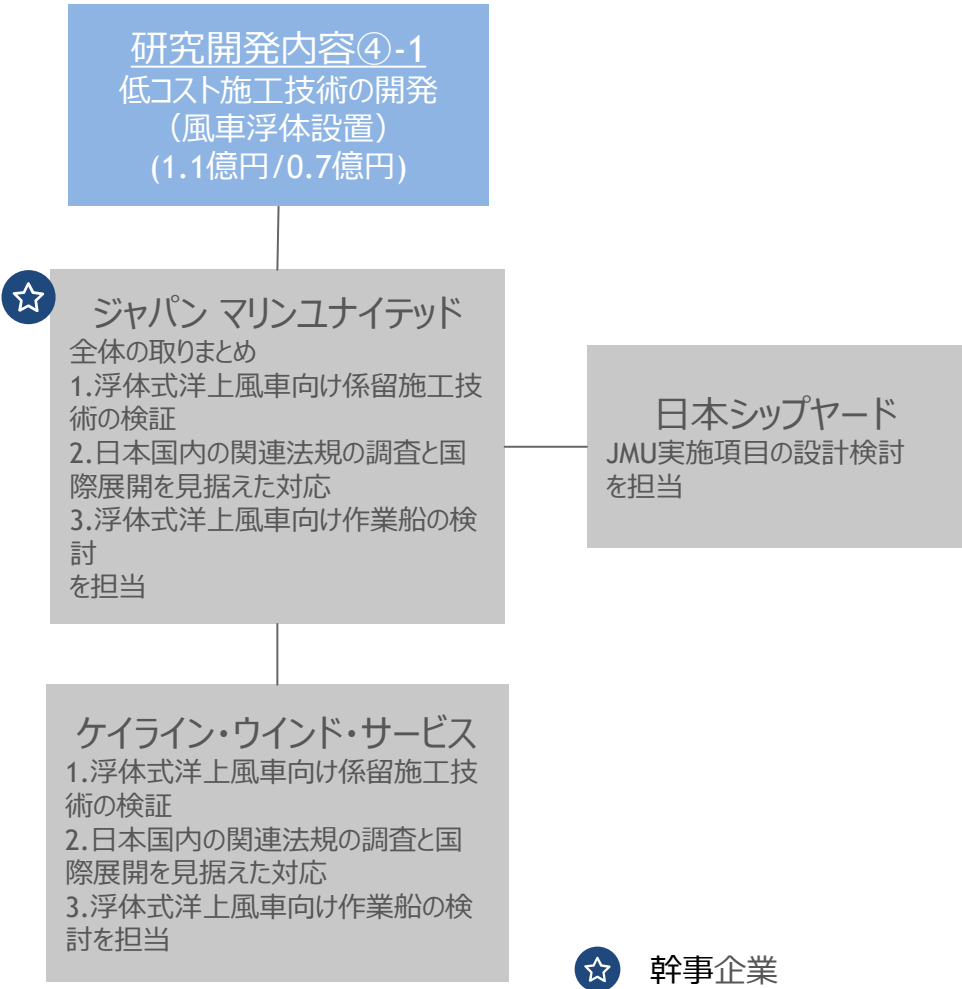 研究開発内容④-1
低コスト施工技術の開発
（風車浮体設置）
(1.1億円/0.7億円)
ジャパン マリンユナイテッド
全体の取りまとめ
1.浮体式洋上風車向け係留施工技
術の検証
2.日本国内の関連法規の調査と国
際展開を見据えた対応
3.浮体式洋上風車向け作業船の検
討
を担当
日本シップヤード
JMU実施項目の設計検討
を担当
ケイライン・ウインド・サービス
1.浮体式洋上風車向け係留施工技
術の検証
2.日本国内の関連法規の調査と国
際展開を見据えた対応
3.浮体式洋上風車向け作業船の検
討を担当
幹事企業